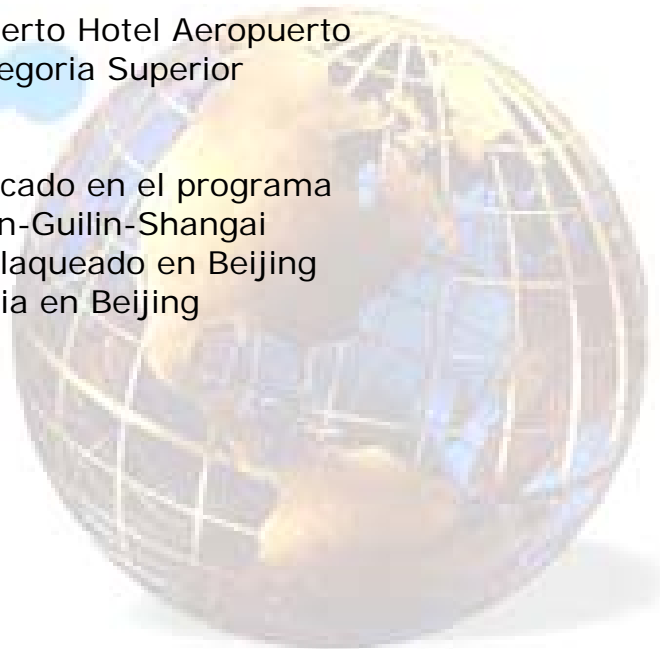 erto Hotel Aeropuerto
egoria Superior
cado en el programa
n-Guilin-Shangai
laqueado en Beijing
ia en Beijing